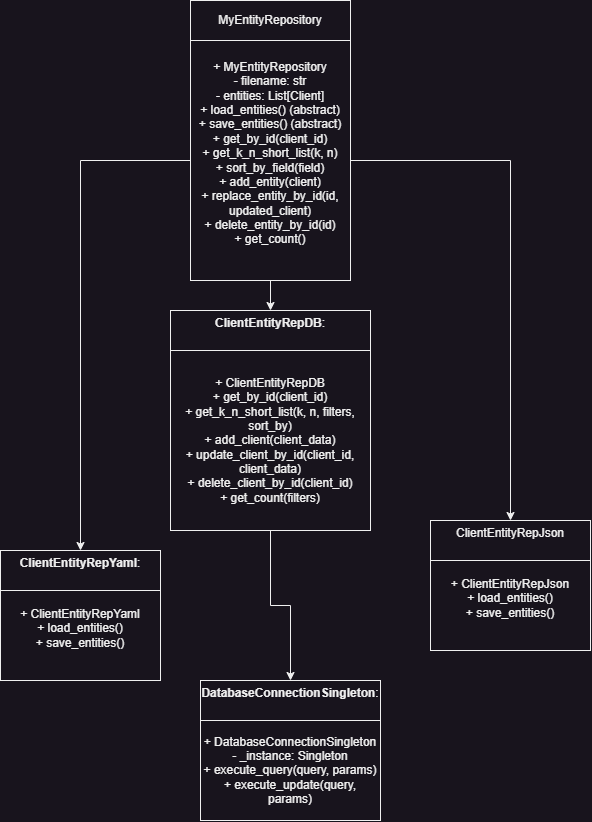 MyEntityRepository
+ MyEntityRepository
- filename: str
- entities: List[Client]
+ load_entities() (abstract)
+ save_entities() (abstract)
+ get_by_id(client_id)
+ get_k_n_short_list(k, n)
+ sort_by_field(field)
+ add_entity(client)
+ replace_entity_by_id(id,
updated_client)
+ delete_entity_by_id(id)
+ get_count()
ClientEntityRepDB:
+ ClientEntityRepDB
+ get_by_id(client_id)
+ get_k_n_short_list(k, n, filters,
sort_by)
+ add_client(client_data)
+ update_client_by_id(client_id,
client_data)
+ delete_client_by_id(client_id)
+ get_count(filters)
ClientEntityRepYaml:
+ ClientEntityRepYaml
+ load_entities()
+ save_entities()
ClientEntityRepJson
+ ClientEntityRepJson
+ load_entities()
+ save_entities()
DatabaseConnectionSingleton:
+ DatabaseConnectionSingleton
- _instance: Singleton
+ execute_query(query, params)
+ execute_update(query,
params)